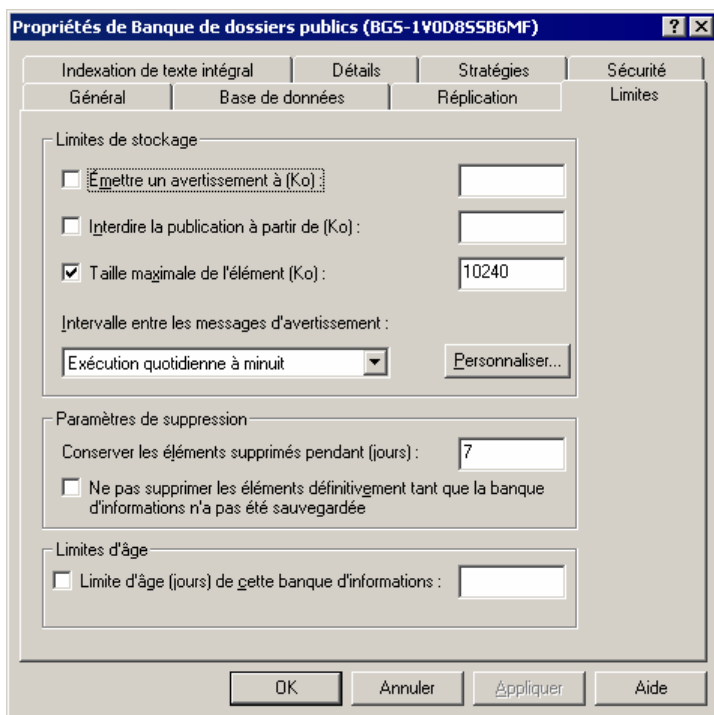 Propriétés de Banque de dossiers publics (BGS-1V0D8SSB6MF)
Indexation de texte intégral Détails Stratégies Sécurité
Général Base de données Réplication Limites
Limites de stockage
Émettre un avertissement à (Ko) :
Interdire la publication à partir de (Ko) :
Taille maximale de l'élément (Ko) : 10240
Intervalle entre les messages d'avertissement :
Exécution quotidienne à minuit Personnaliser...
Paramètres de suppression
Conserver les éléments supprimés pendant (jours) : 7
Ne pas supprimer les éléments définitivement tant que la banque
d'informations n'a pas été sauvegardée
Limites d'âge
Limite d'âge (jours) de cette banque d'informations :
OK Annuler Appliquer Aide